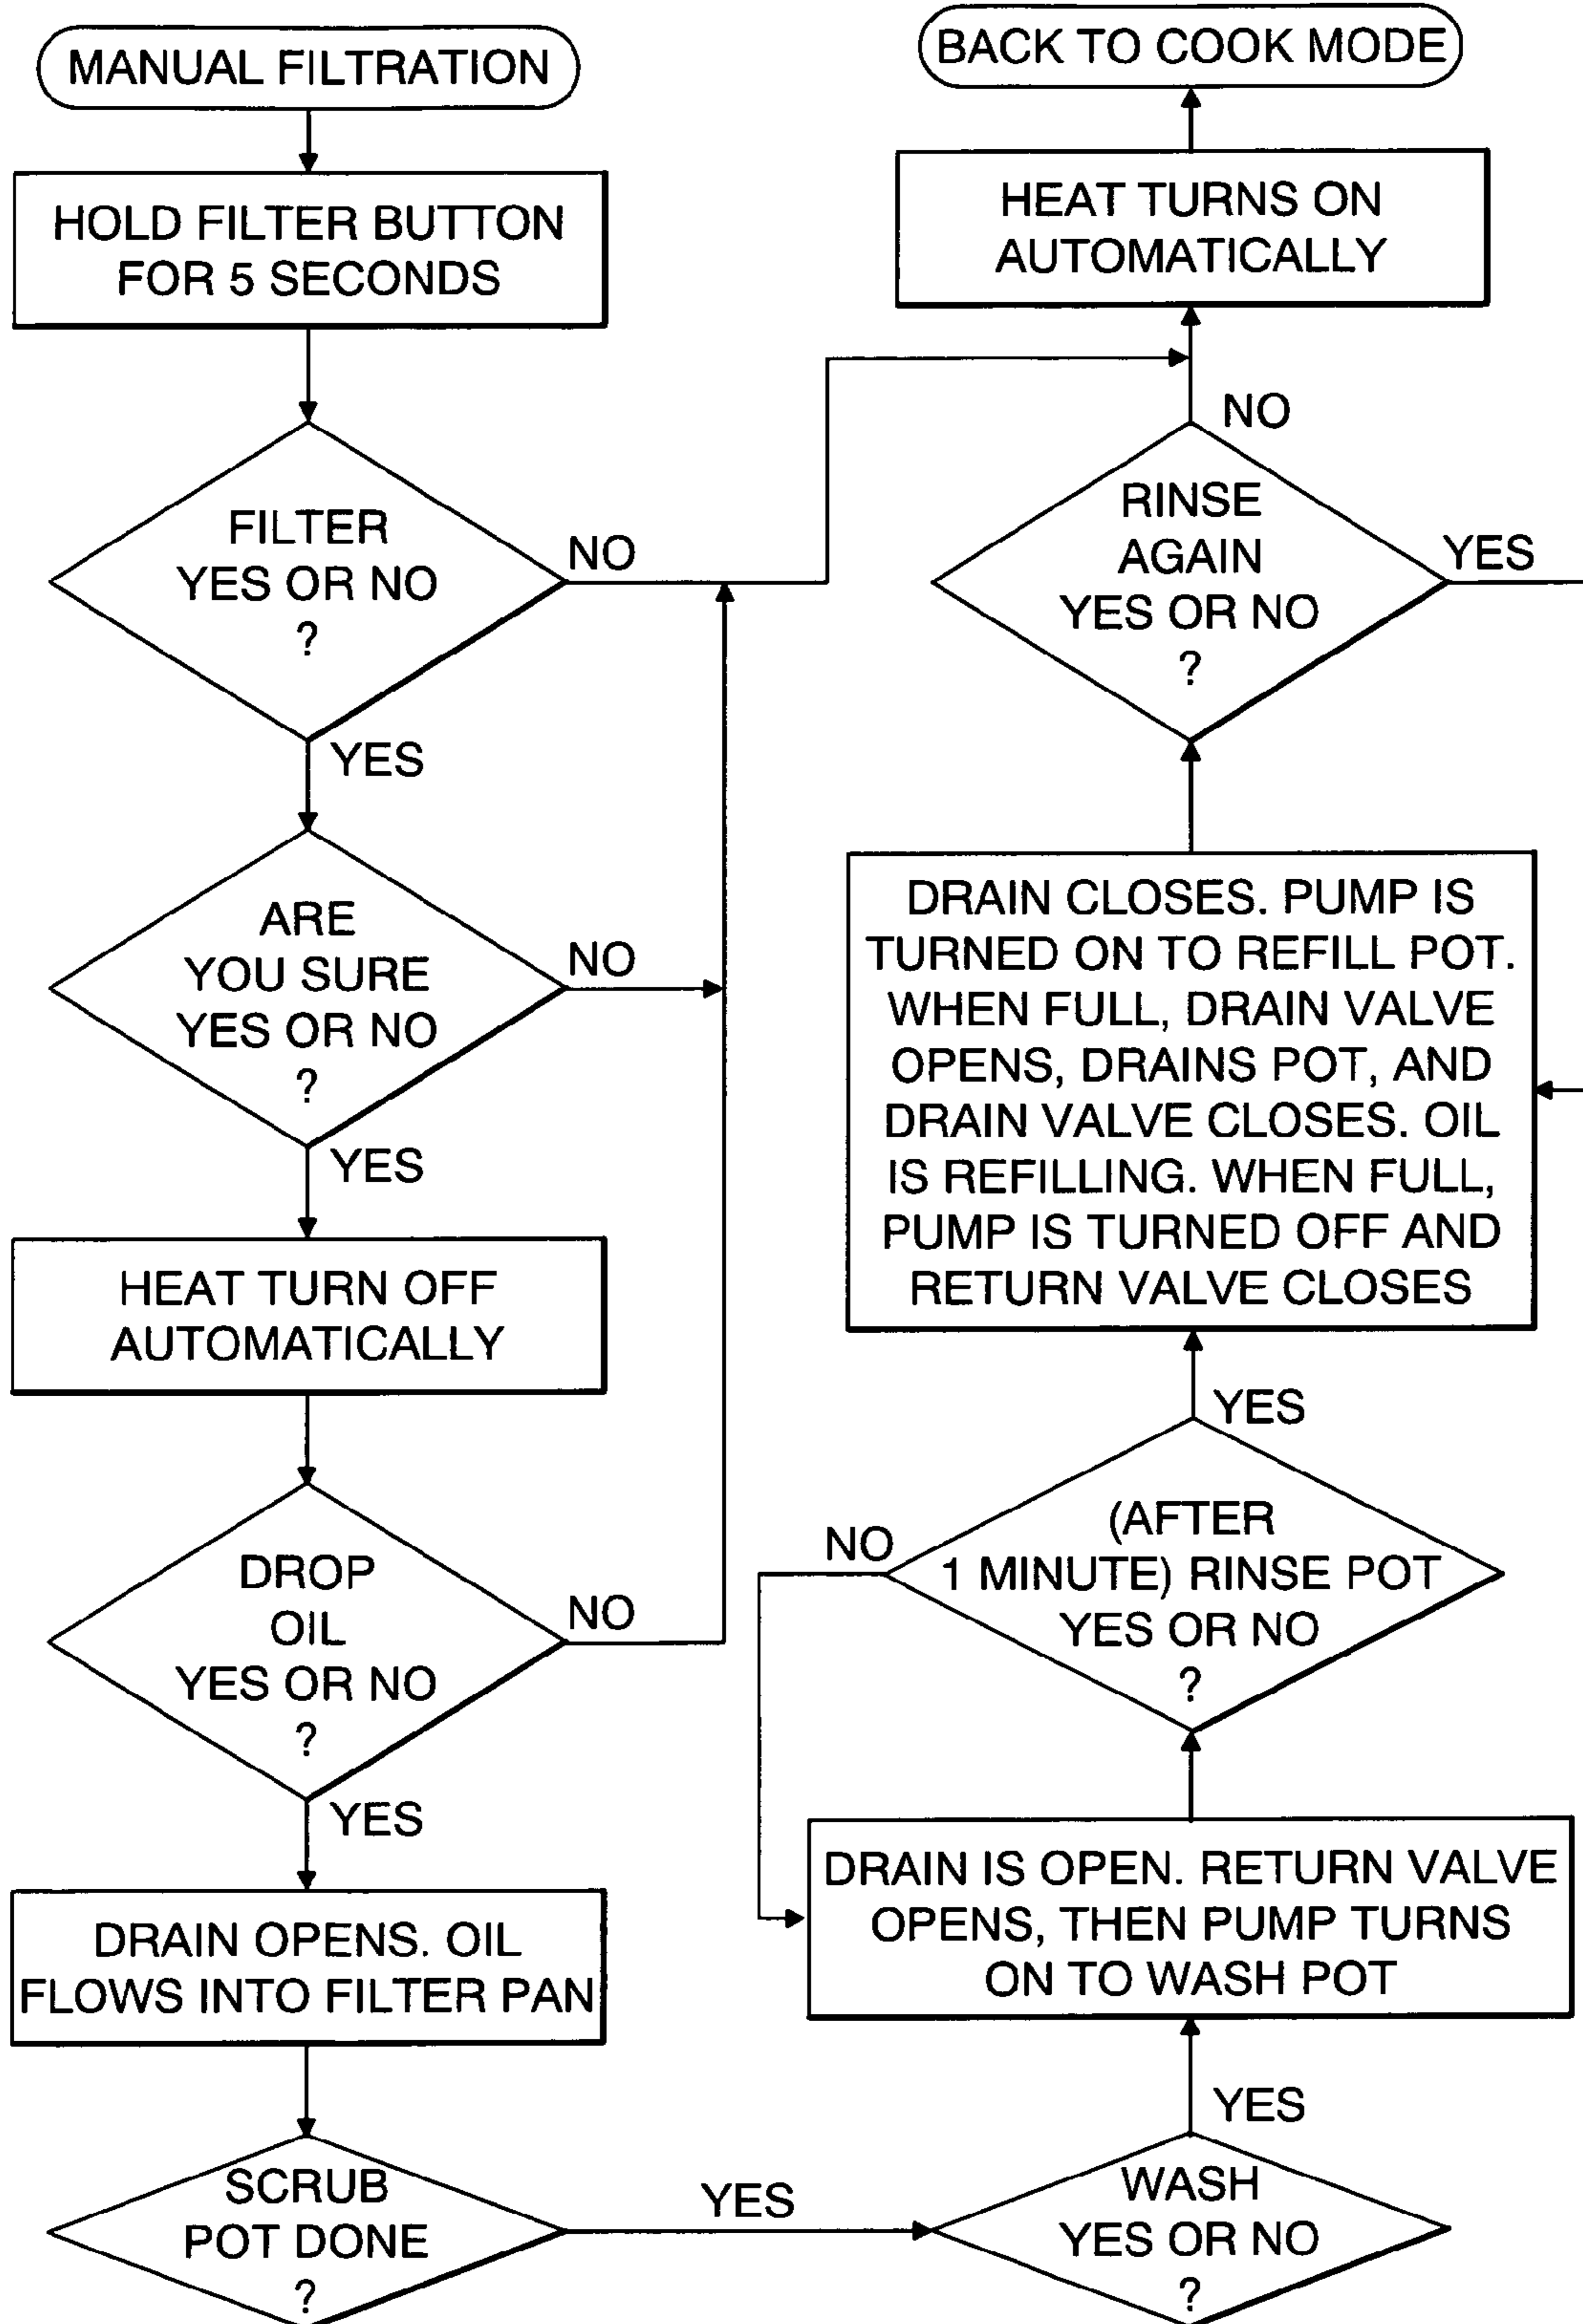 MANUAL FILTRATION
HOLD FILTER BUTTON
FOR 5 SECONDS
FILTER
YES OR NO
?
NO
YES
ARE
YOU SURE
YES OR NO
?
NO
YES
HEAT TURN OFF
AUTOMATICALLY
DROP
OIL
YES OR NO
?
NO
YES
DRAIN OPENS. OIL
FLOWS INTO FILTER PAN
SCRUB
POT DONE
?
YES
WASH
YES OR NO
?
YES
DRAIN IS OPEN. RETURN VALVE
OPENS, THEN PUMP TURNS
ON TO WASH POT
(AFTER
1 MINUTE) RINSE POT
YES OR NO
?
NO
YES
DRAIN CLOSES. PUMP IS
TURNED ON TO REFILL POT.
WHEN FULL, DRAIN VALVE
OPENS, DRAINS POT, AND
DRAIN VALVE CLOSES. OIL
IS REFILLING. WHEN FULL,
PUMP IS TURNED OFF AND
RETURN VALVE CLOSES
RINSE
AGAIN
YES OR NO
?
YES
NO
HEAT TURNS ON
AUTOMATICALLY
BACK TO COOK MODE